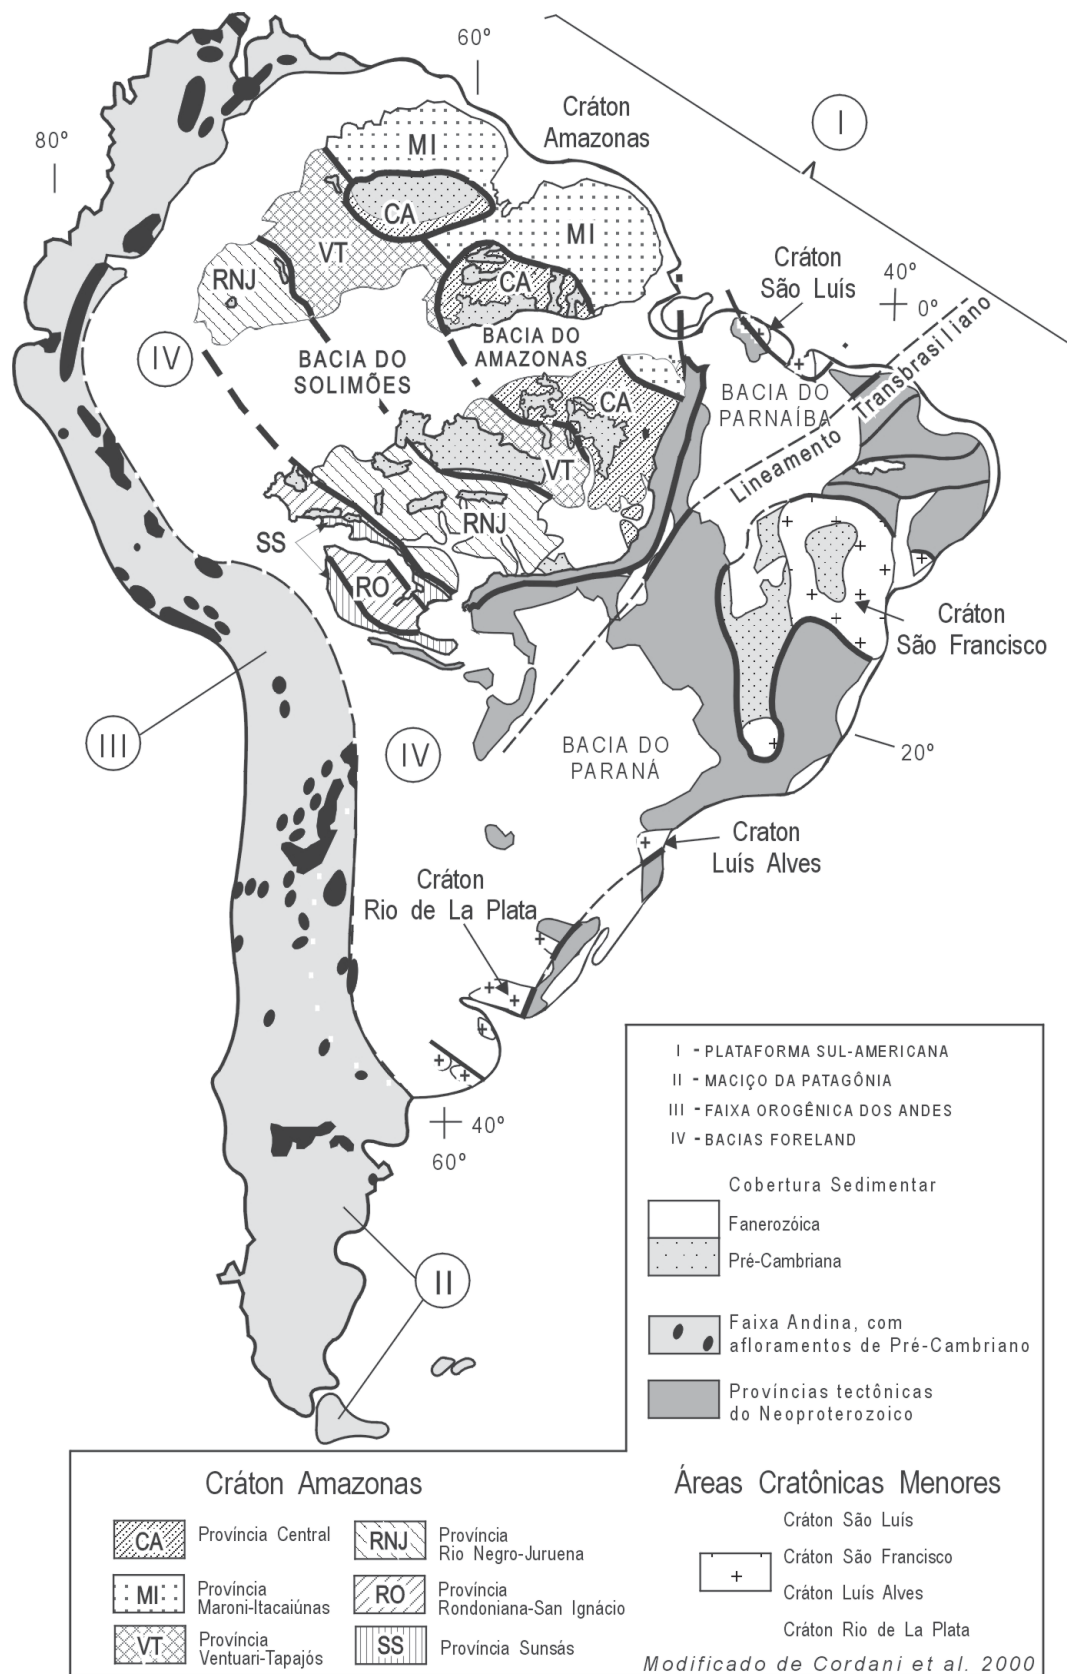 60º
80º
Cráton
Amazonas
I
MI
CA
MI
VT
RNJ
CA
Cráton
São Luís
40º
0º
IV
BACIA DO
SOLIMÕES
BACIA DO
AMAZONAS
BACIA DO
PARNAÍBA
Lineamento Transbrasiliano
CA
VT
RNJ
SS
RO
Cráton
São Francisco
III
IV
BACIA DO
PARANÁ
20º
Craton
Luís Alves
Cráton
Rio de La Plata
40º
60º
II
I - PLATAFORMA SUL-AMERICANA
II - MACIÇO DA PATAGÔNIA
III - FAIXA OROGÊNICA DOS ANDES
IV - BACIAS FORELAND
Cobertura Sedimentar
Fanerozóica
Pré-Cambriana
Faixa Andina, com
afloramentos de Pré-Cambriano
Províncias tectônicas
do Neoproterozoico
Cráton Amazonas
CA Província Central
MI Província
Maroni-Itacaiúnas
VT Província
Ventuari-Tapajós
RNJ Província
Rio Negro-Juruena
RO Província
Rondoniana-San Ignácio
SS Província Sunsás
Áreas Cratônicas Menores
Cráton São Luís
Cráton São Francisco
Cráton Luís Alves
Cráton Rio de La Plata
Modificado de Cordani et al. 2000